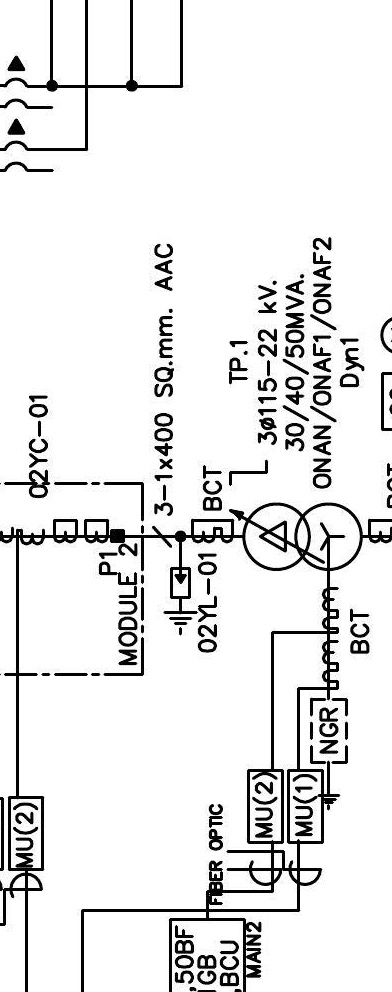 02YC-01
3-1x400 SQ.mm. AAC
BCT
TP.1
3ø115-22 kV.
30/40/50MVA.
ONAN/ONAF1/ONAF2
Dyn1
P1
MODULE 2
02YL-01
BCT
NGR
MU(2)
MU(2)
MU(1)
FIBER OPTIC
,50BF
BCU
MAIN2